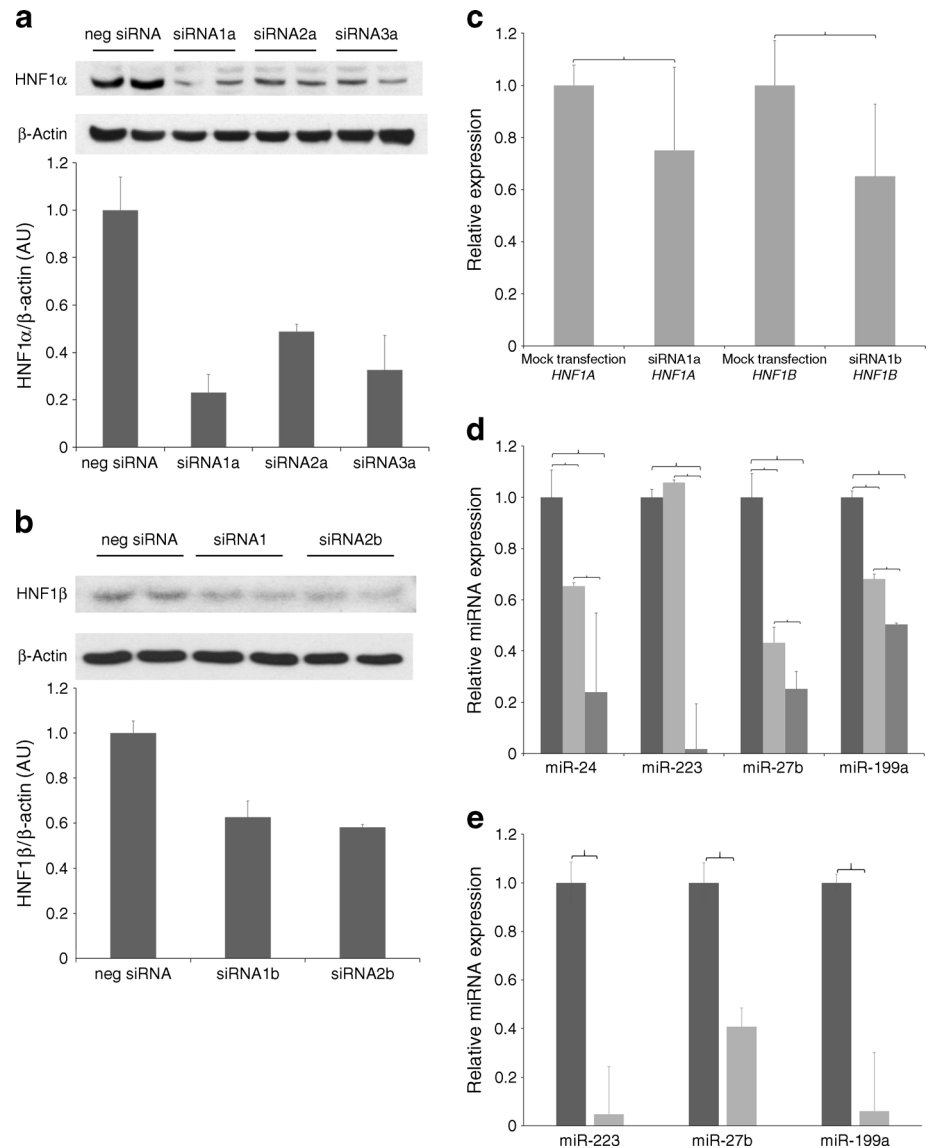 a
neg siRNA siRNA1a siRNA2a siRNA3a
HNF1α
β-Actin
1.2
1.0
0.8
0.6
0.4
0.2
0
HNF1α/β-actin (AU)
neg siRNA siRNA1a siRNA2a siRNA3a
b
neg siRNA siRNA1 siRNA2b
HNF1β
β-Actin
1.2
1.0
0.8
0.6
0.4
0.2
0
HNF1β/β-actin (AU)
neg siRNA siRNA1b siRNA2b
c
1.2
1.0
0.8
0.6
0.4
0.2
0
Relative expression
Mock transfection siRNA1a Mock transfection siRNA1b
HNF1A HNF1A HNF1B HNF1B
d
1.2
1.0
0.8
0.6
0.4
0.2
0
Relative miRNA expression
miR-24 miR-223 miR-27b miR-199a
e
1.2
1.0
0.8
0.6
0.4
0.2
0
Relative miRNA expression
miR-223 miR-27b miR-199a